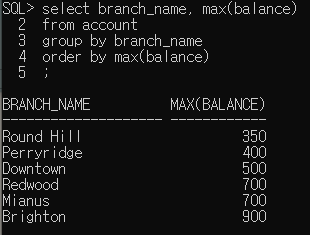 SQL> select branch_name, max(balance)
2 from account
3 group by branch_name
4 order by max(balance)
5 ;
BRANCH_NAME MAX(BALANCE)
-------------------- ------------
Round Hill 350
Perryridge 400
Downtown 500
Redwood 700
Mianus 700
Brighton 900